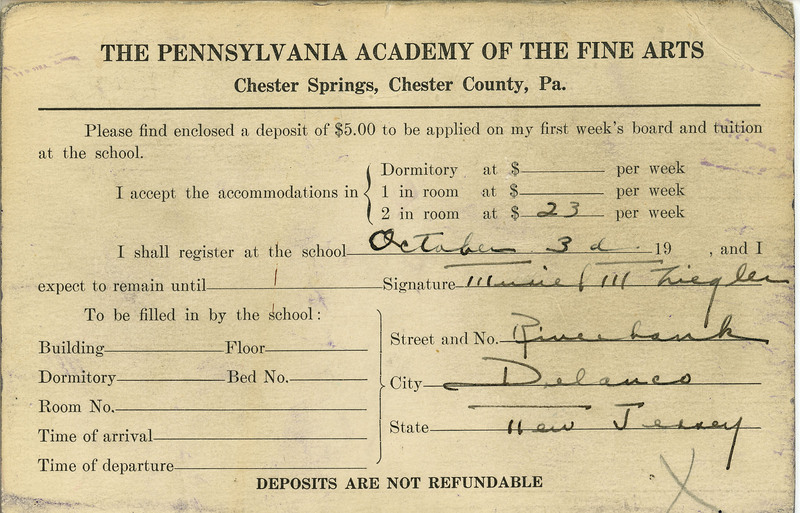 THE PENNSYLVANIA ACADEMY OF THE FINE ARTS
Chester Springs, Chester County, Pa.
Please find enclosed a deposit of $5.00 to be applied on my first week's board and tuition
at the school.
I accept the accommodations in
Dormitory at $ per week
1 in room at $ per week
2 in room at $ 23 per week
I shall register at the school October 3d 19 , and I
expect to remain until
Signature M Ziegler
To be filled in by the school:
Building Floor
Dormitory Bed No.
Room No.
Time of arrival
Time of departure
Street and No. Riverbank
City Delanco
State New Jersey
DEPOSITS ARE NOT REFUNDABLE